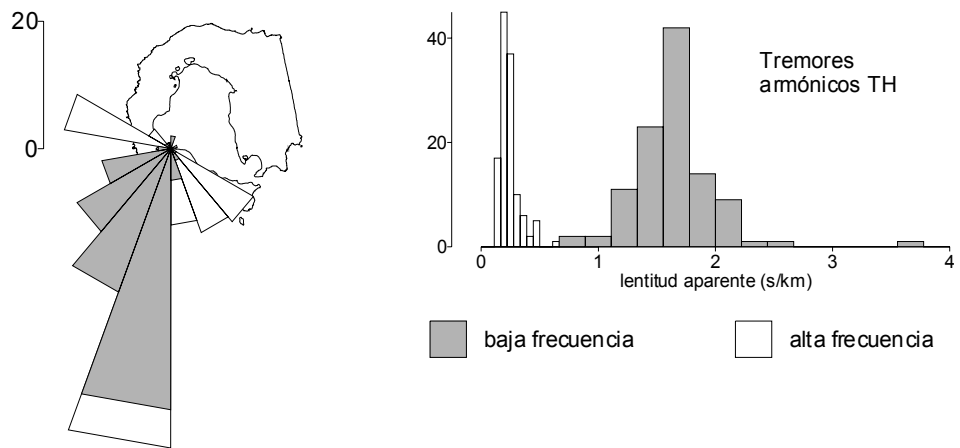 20
0
40
20
0
Tremores
armónicos TH
0 1 2 3 4
lentitud aparente (s/km)
baja frecuencia
alta frecuencia